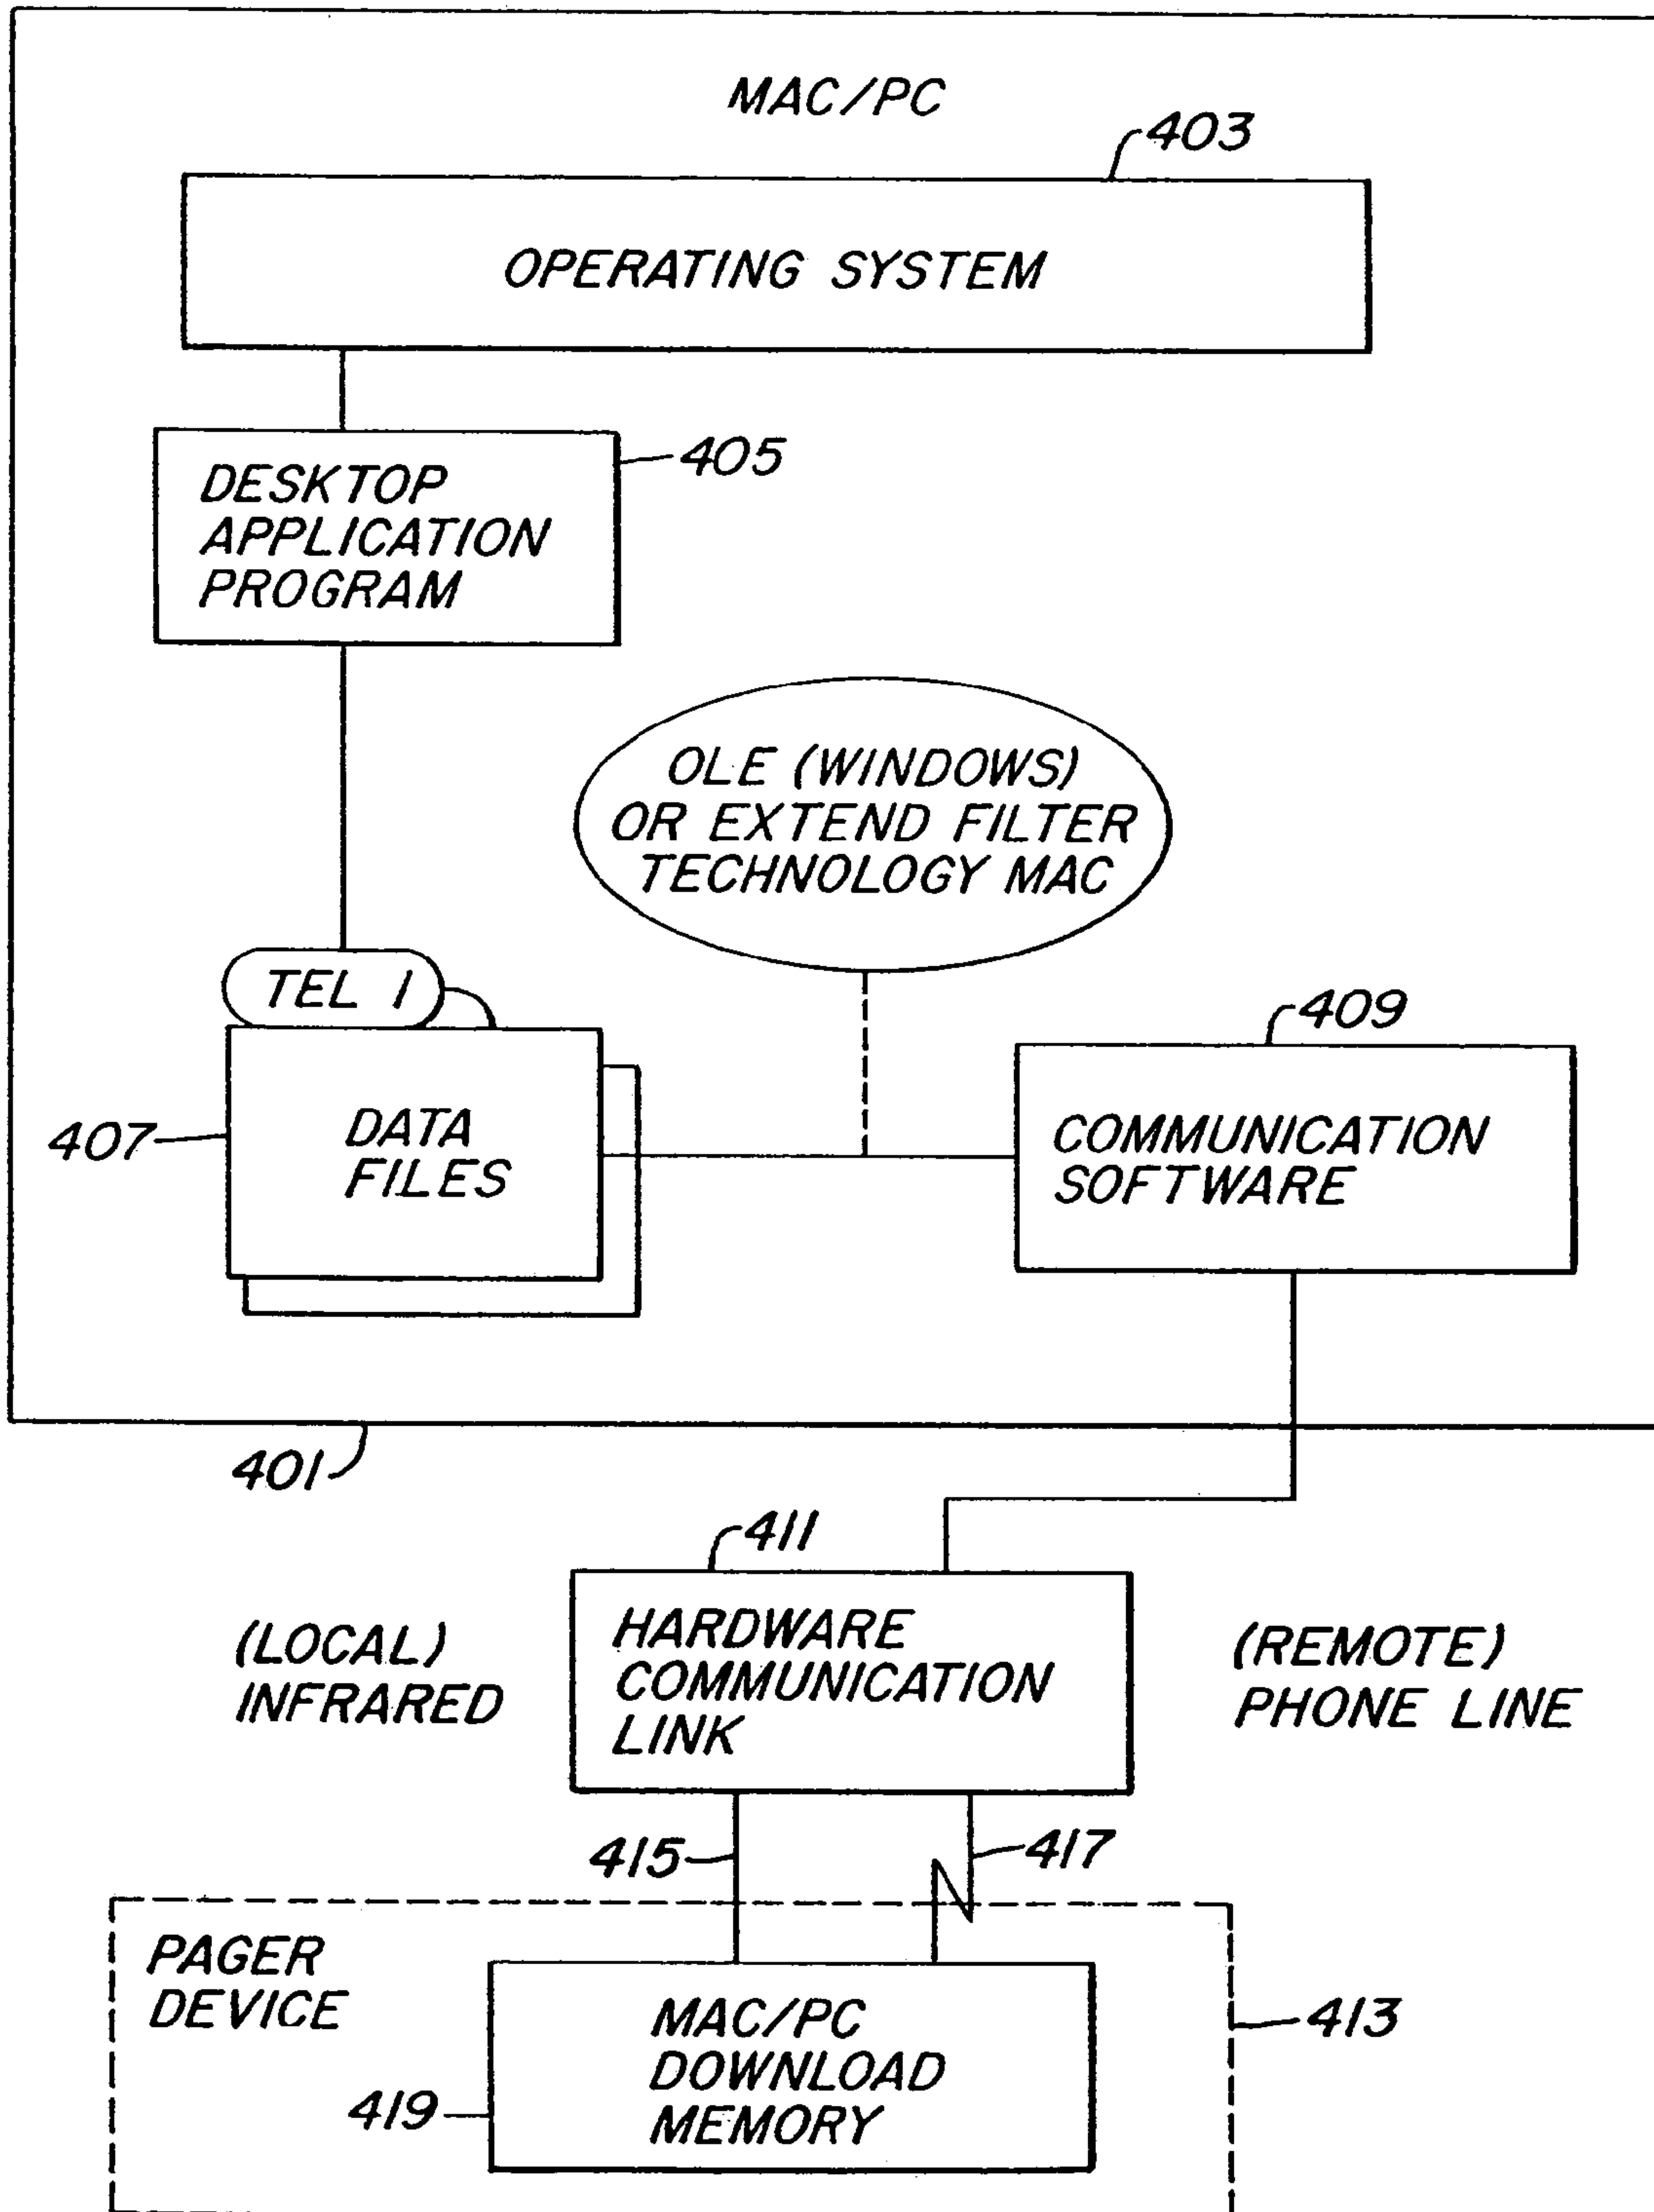 MAC/PC
403
OPERATING SYSTEM
DESKTOP
APPLICATION
PROGRAM
405
OLE (WINDOWS)
OR EXTEND FILTER
TECHNOLOGY MAC
TEL 1
409
407
DATA
FILES
COMMUNICATION
SOFTWARE
401
411
(LOCAL)
INFRARED
HARDWARE
COMMUNICATION
LINK
(REMOTE)
PHONE LINE
415
417
PAGER
DEVICE
MAC/PC
DOWNLOAD
MEMORY
413
419